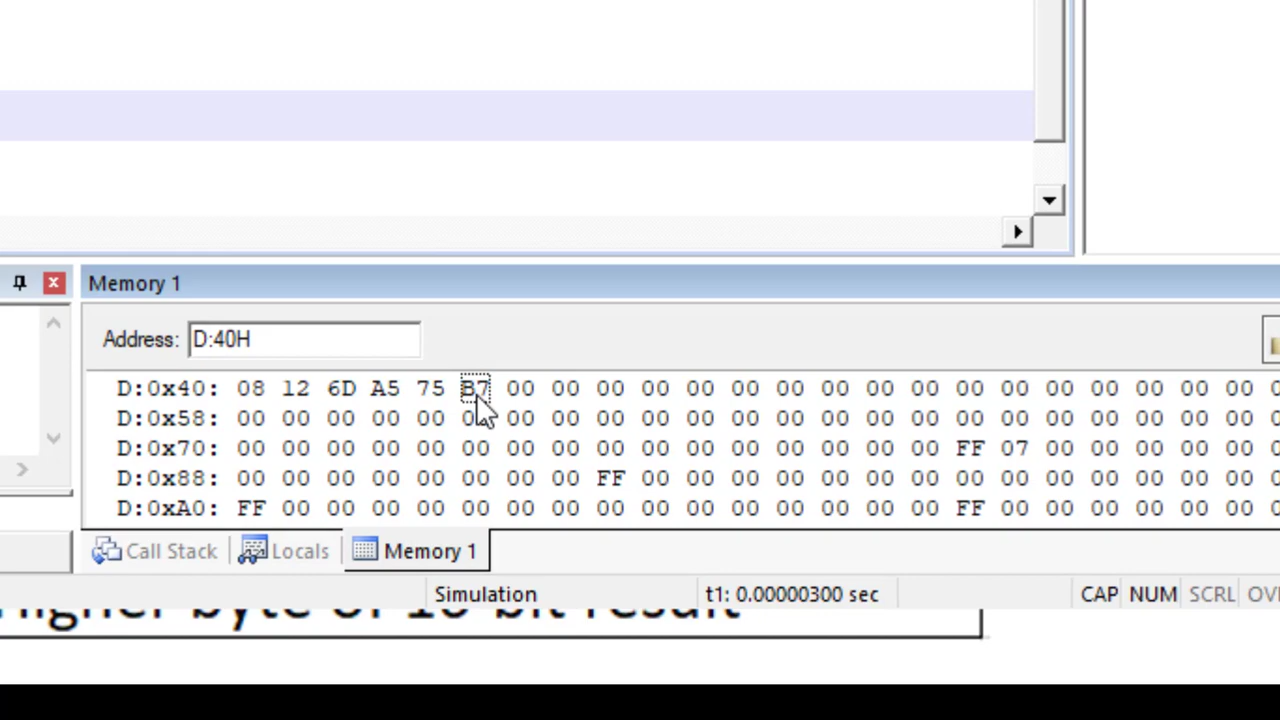 Memory 1
Address: D:40H
D:0x40: 08 12 6D A5 75 B7 00 00 00 00 00 00 00 00 00 00 00 00 00 00 00 00 00
D:0x58: 00 00 00 00 00 00 00 00 00 00 00 00 00 00 00 00 00 00 00 00 00 00 00
D:0x70: 00 00 00 00 00 00 00 00 00 00 00 00 00 00 00 00 FF 07 00 00 00 00 00
D:0x88: 00 00 00 00 00 00 00 00 FF 00 00 00 00 00 00 00 00 00 00 00 00 00 00
D:0xA0: FF 00 00 00 00 00 00 00 00 00 00 00 00 00 00 00 FF 00 00 00 00 00 00
Call Stack Locals Memory 1
Simulation t1: 0.00000300 sec CAP NUM SCRL
Higher byte of 16-bit result